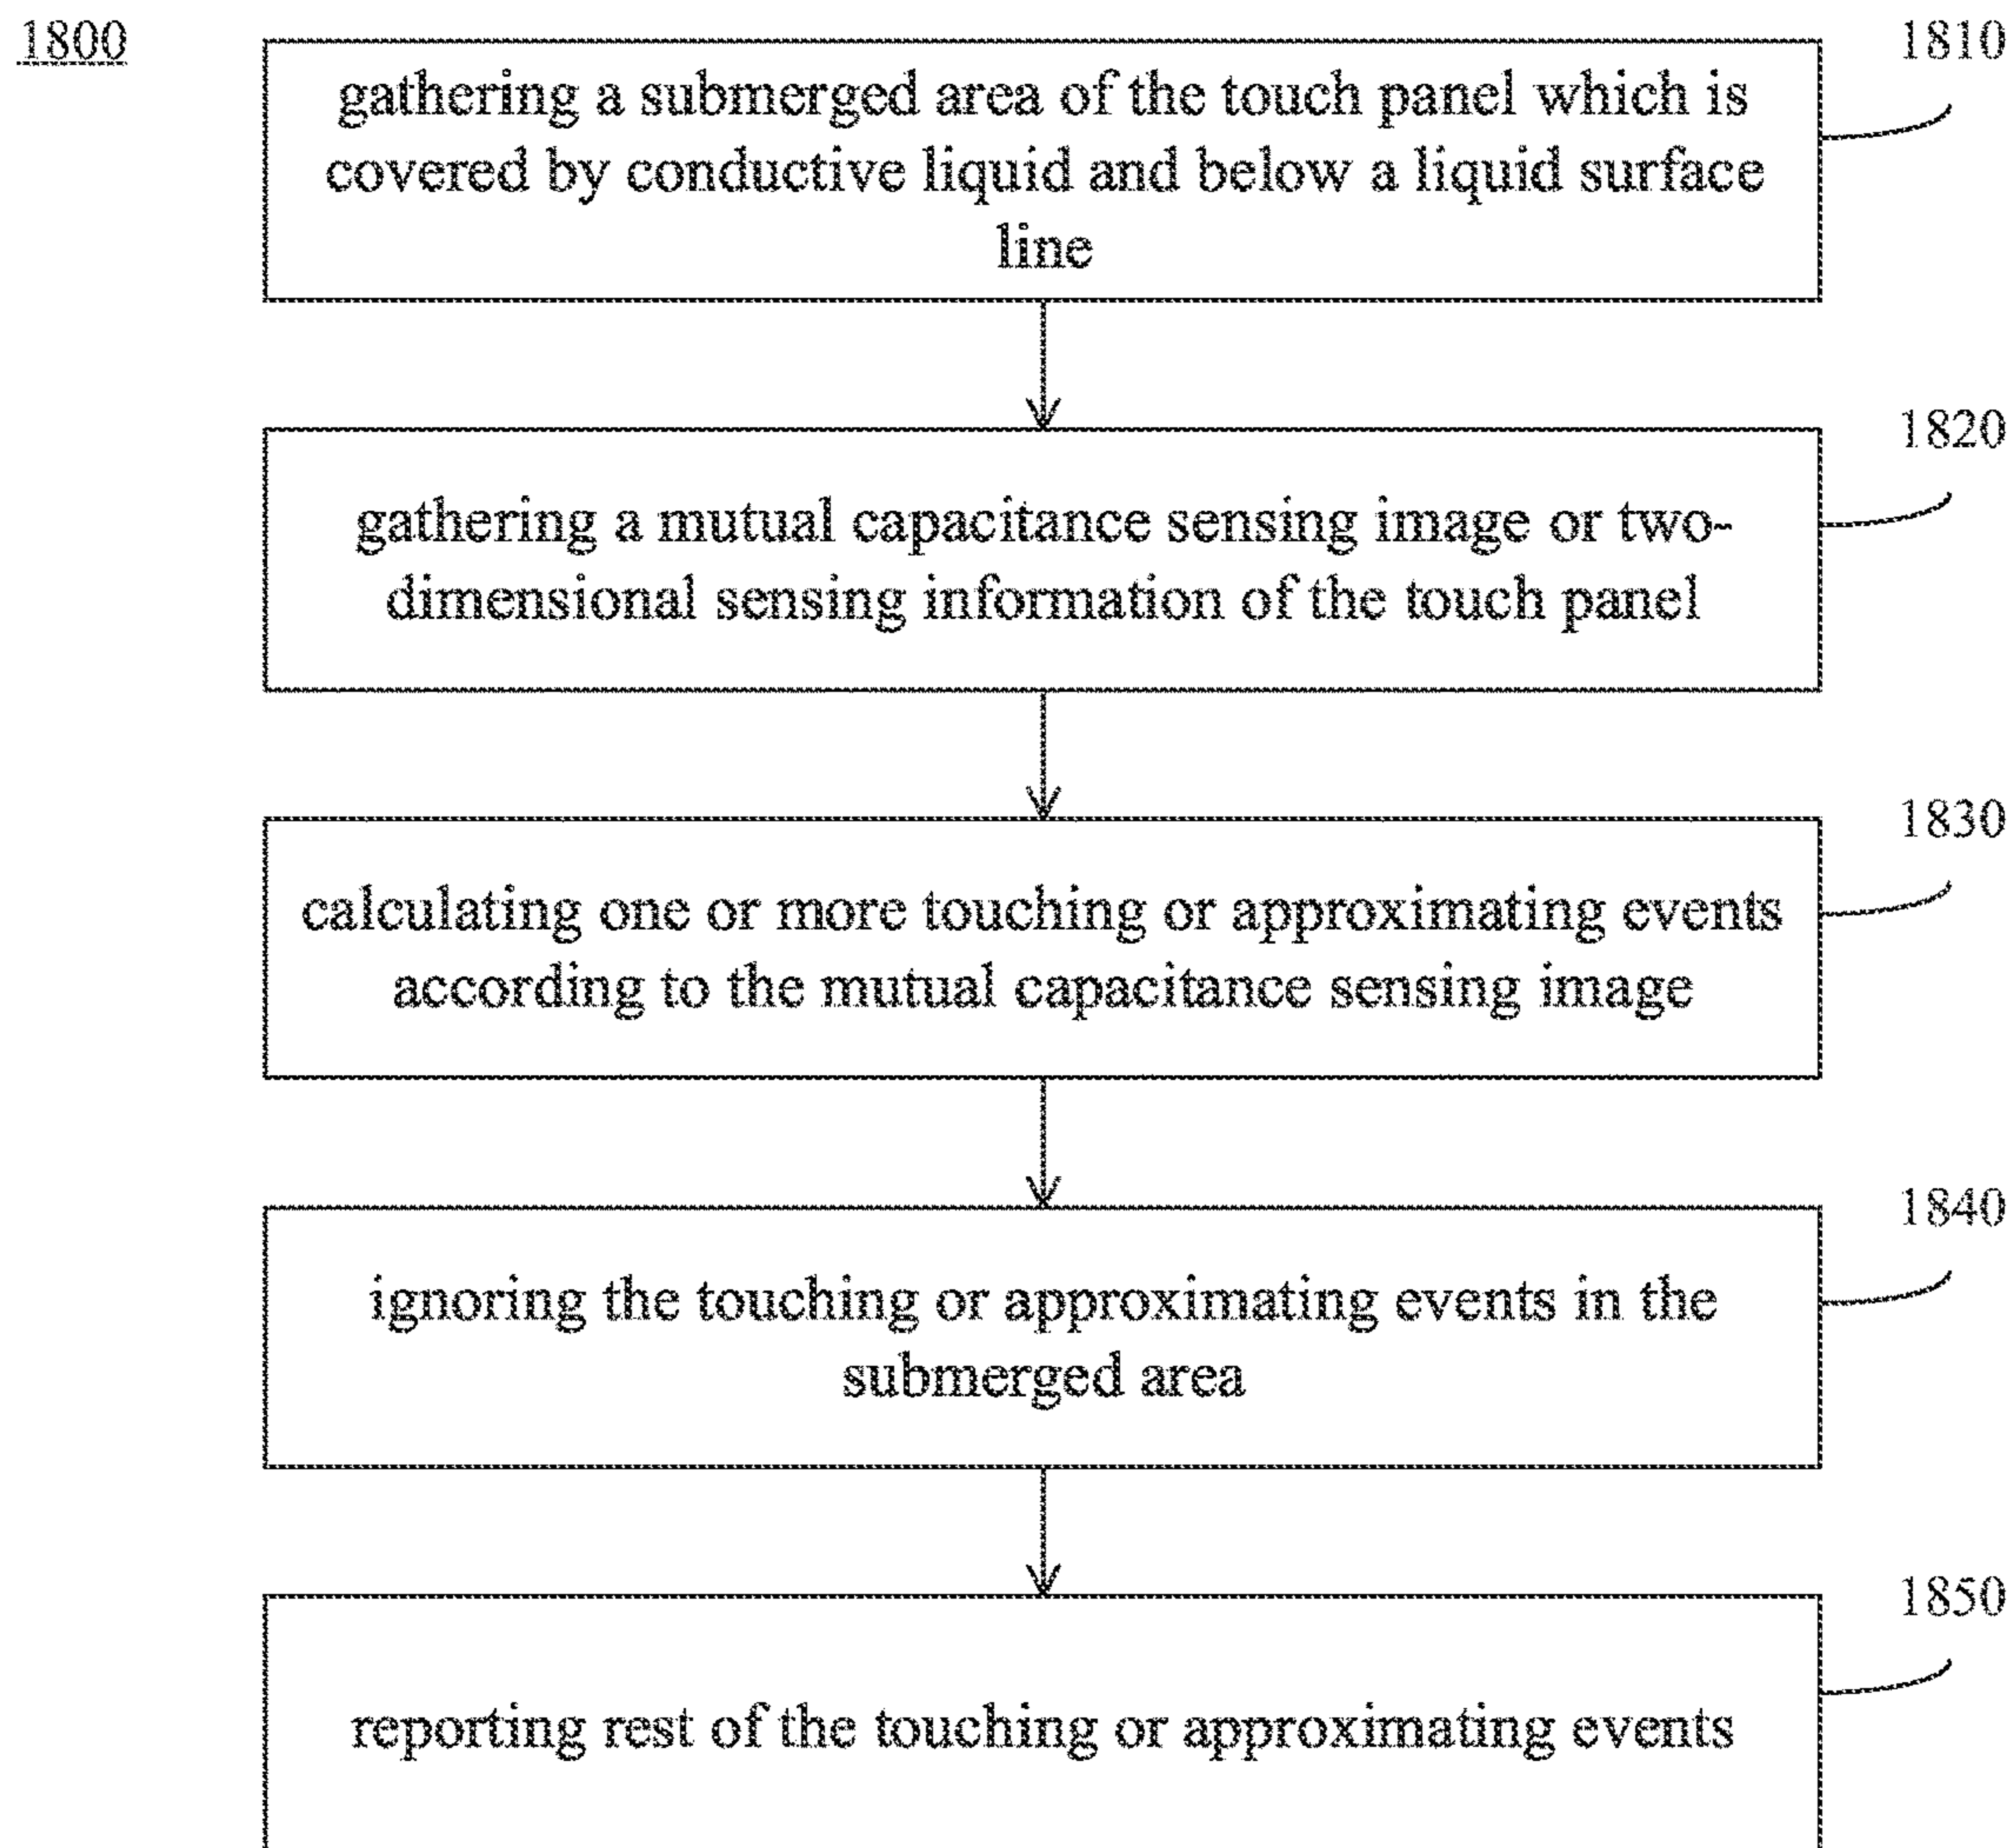 1800
1810
gathering a submerged area of the touch panel which is
covered by conductive liquid and below a liquid surface
line
1820
gathering a mutual capacitance sensing image or two-
dimensional sensing information of the touch panel
1830
calculating one or more touching or approximating events
according to the mutual capacitance sensing image
1840
ignoring the touching or approximating events in the
submerged area
1850
reporting rest of the touching or approximating events